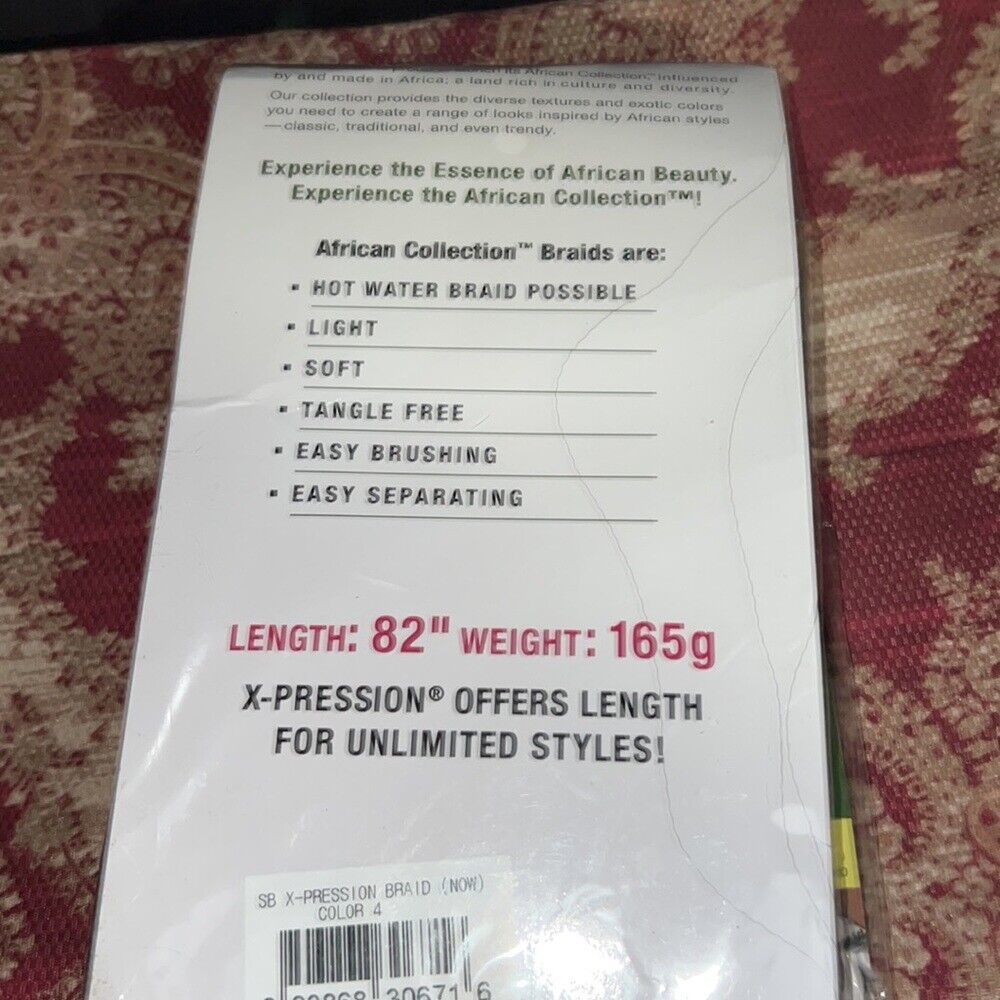 its African Collection," influenced
by and made in Africa; a land rich in culture and diversity.
Our collection provides the diverse textures and exotic colors
you need to create a range of looks inspired by African styles
—classic, traditional, and even trendy.
Experience the Essence of African Beauty.
Experience the African Collection™!
African Collection™ Braids are:
▪ HOT WATER BRAID POSSIBLE
▪ LIGHT
▪ SOFT
▪ TANGLE FREE
▪ EASY BRUSHING
▪ EASY SEPARATING
LENGTH: 82" WEIGHT: 165g
X-PRESSION® OFFERS LENGTH
FOR UNLIMITED STYLES!
SB X-PRESSION BRAID (NOW)
COLOR 4
30671 6